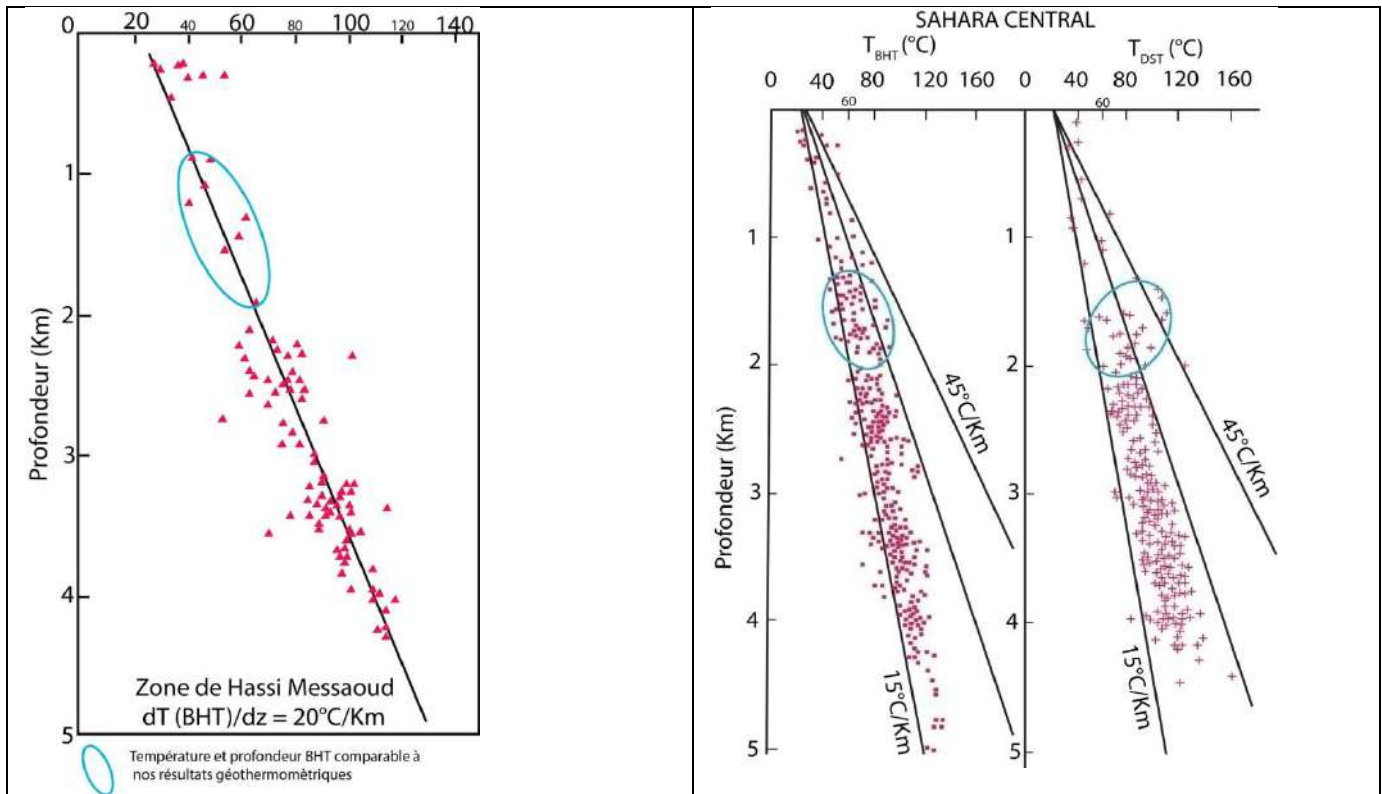 0 20 40 60 80 100 120 140
1
2
3
4
5
Profondeur (Km)
Zone de Hassi Messaoud
dT (BHT)/dz = 20°C/Km
Température et profondeur BHT comparable à
nos résultats géothermomètriques
SAHARA CENTRAL
T BHT (°C)
T DST (°C)
0 40 60 80 120 160
0 40 60 80 120 160
1
2
3
4
5
Profondeur (Km)
45°C/Km
15°C/Km
1
2
3
4
5
45°C/Km
15°C/Km